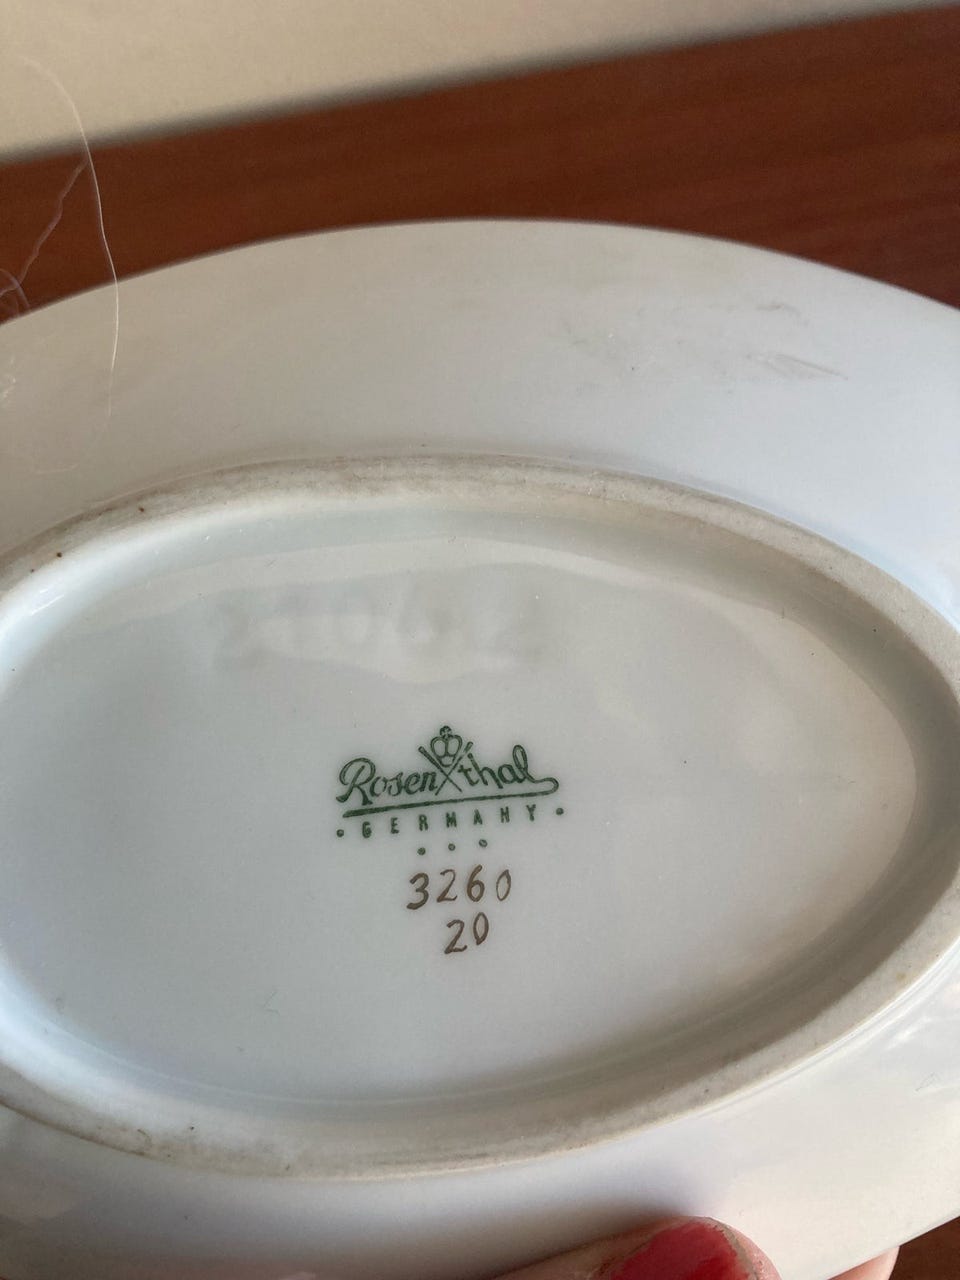 Rosenthal
· GERMANY ·
• • •
3260
20